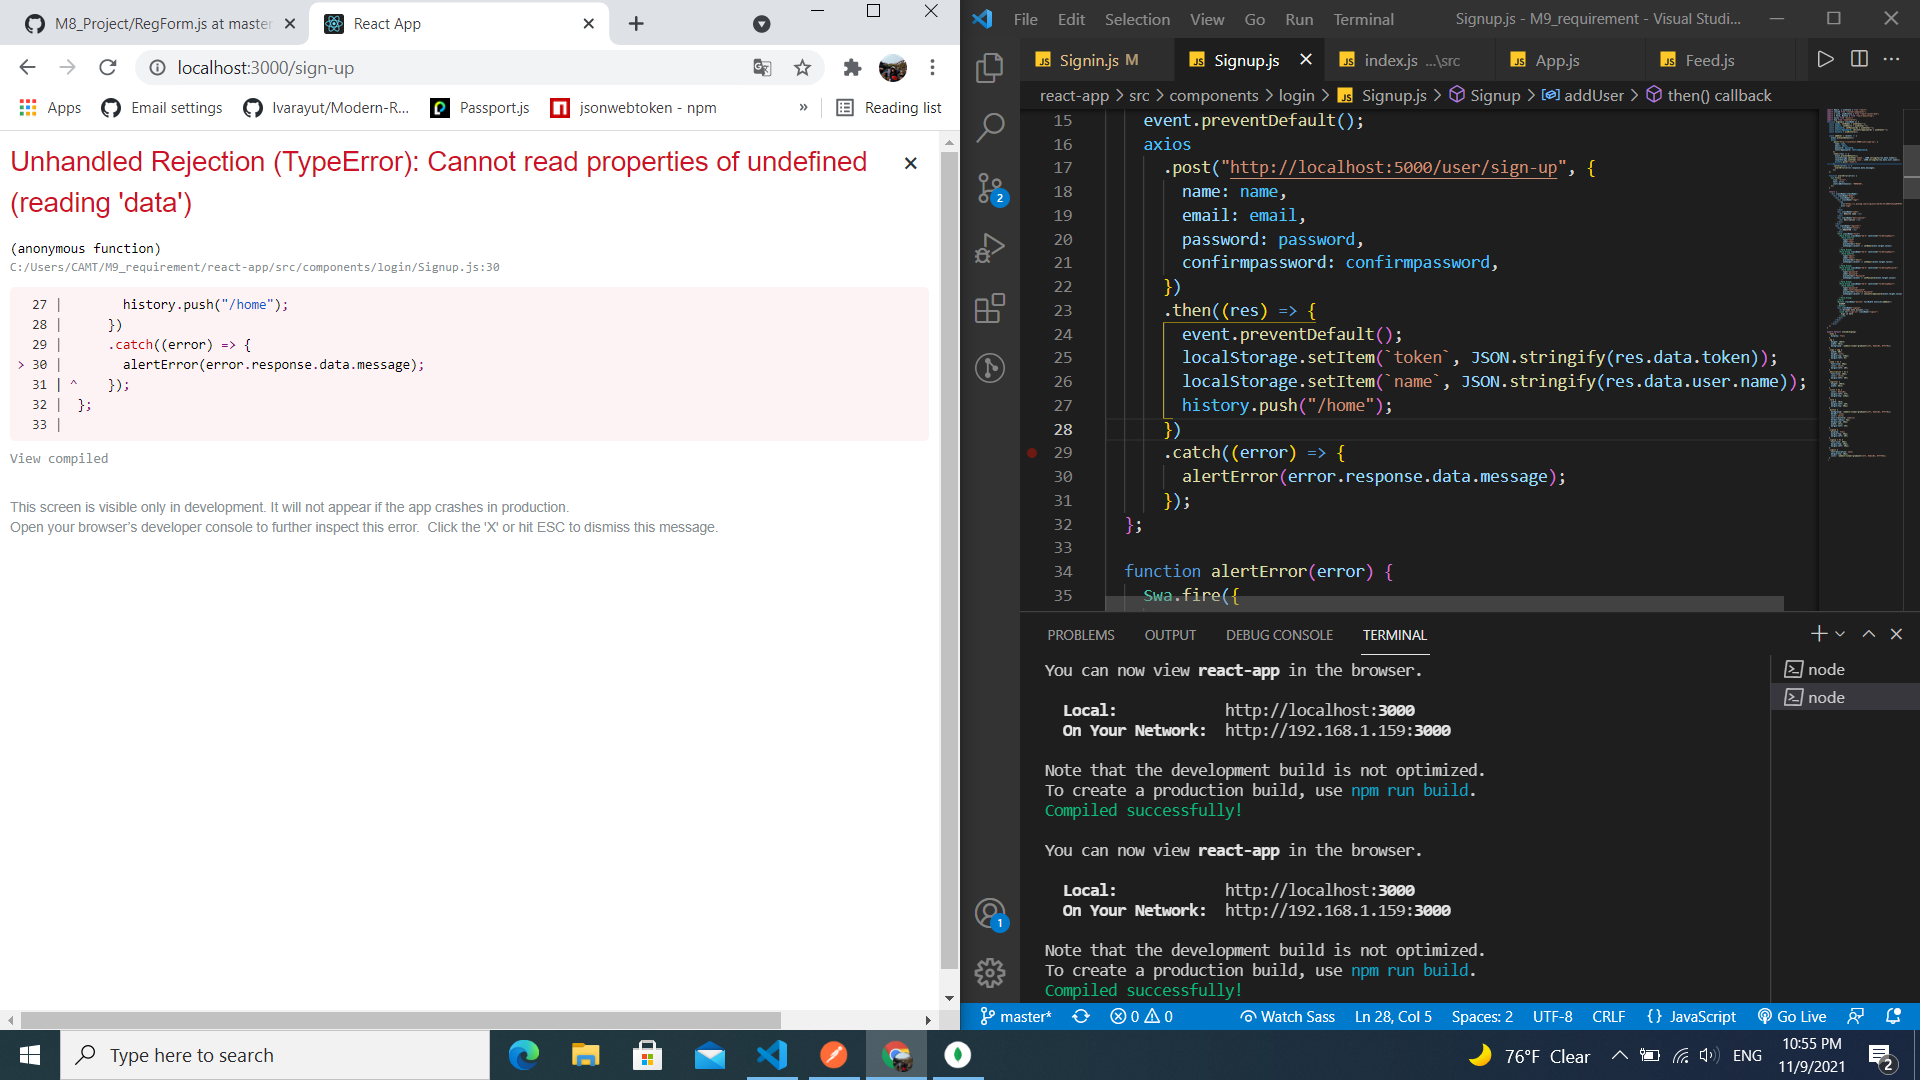 M8_Project/RegForm.js at master
React App
localhost:3000/sign-up
Apps
Email settings
lvarayut/Modern-R...
Passport.js
jsonwebtoken - npm
»
Reading list
Unhandled Rejection (TypeError): Cannot read properties of undefined
(reading 'data')
(anonymous function)
C:/Users/CAMT/M9_requirement/react-app/src/components/login/Signup.js:30
27 | history.push("/home");
28 | })
29 | .catch((error) => {
> 30 | alertError(error.response.data.message);
31 | ^ });
32 | };
33 |
View compiled
This screen is visible only in development. It will not appear if the app crashes in production.
Open your browser's developer console to further inspect this error. Click the 'X' or hit ESC to dismiss this message.
File Edit Selection View Go Run Terminal
Signup.js - M9_requirement - Visual Studi...
Signin.js M
Signup.js
index.js ...\src
App.js
Feed.js
react-app > src > components > login > Signup.js > Signup > addUser > then() callback
15 event.preventDefault();
16 axios
17 .post("http://localhost:5000/user/sign-up", {
18 name: name,
19 email: email,
20 password: password,
21 confirmpassword: confirmpassword,
22 })
23 .then((res) => {
24 event.preventDefault();
25 localStorage.setItem(`token`, JSON.stringify(res.data.token));
26 localStorage.setItem(`name`, JSON.stringify(res.data.user.name));
27 history.push("/home");
28 })
29 .catch((error) => {
30 alertError(error.response.data.message);
31 });
32 };
33
34 function alertError(error) {
35 Swa.fire({
2
1
PROBLEMS OUTPUT DEBUG CONSOLE TERMINAL
You can now view react-app in the browser.
Local: http://localhost:3000
On Your Network: http://192.168.1.159:3000
Note that the development build is not optimized.
To create a production build, use npm run build.
Compiled successfully!
You can now view react-app in the browser.
Local: http://localhost:3000
On Your Network: http://192.168.1.159:3000
Note that the development build is not optimized.
To create a production build, use npm run build.
Compiled successfully!
node
node
master* 0 0 Watch Sass Ln 28, Col 5 Spaces: 2 UTF-8 CRLF {} JavaScript Go Live
Type here to search
76°F Clear
ENG
10:55 PM
11/9/2021
2